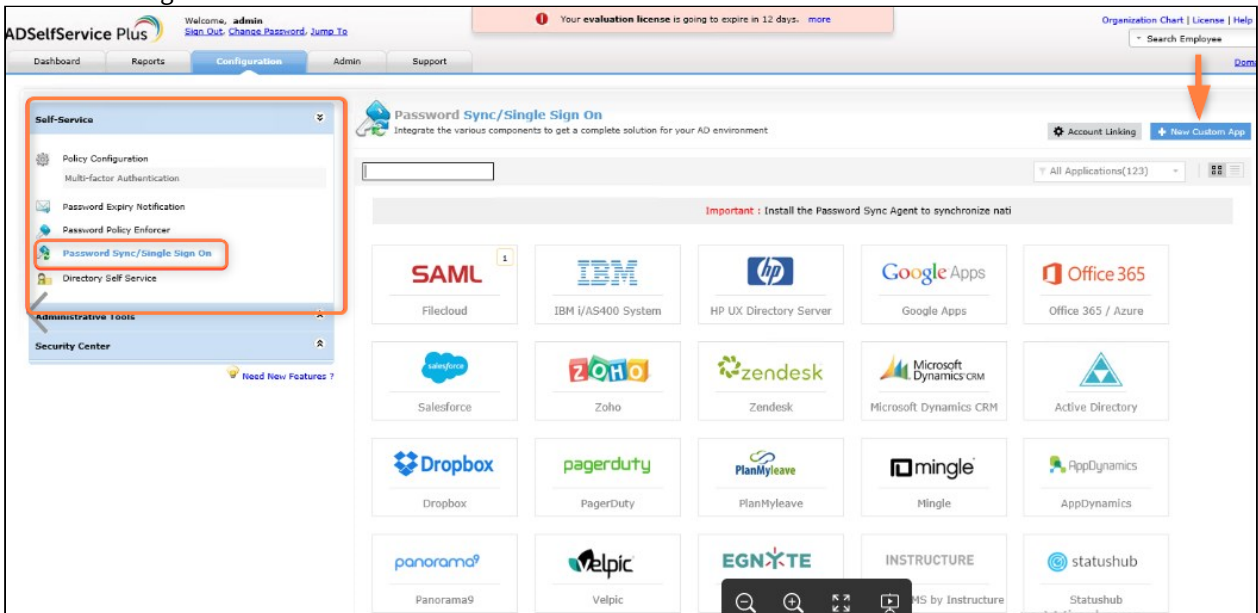 ADSelfService Plus
Welcome, admin
Sign Out, Change Password, Jump To
Your evaluation license is going to expire in 12 days. more
Organization Chart | License | Help
Search Employee
Dashboard Reports Configuration Admin Support
Self-Service
Policy Configuration
Multi-factor Authentication
Password Expiry Notification
Password Policy Enforcer
Password Sync/Single Sign On
Directory Self Service
Administrative Tools
Security Center
Need New Features ?
Password Sync/Single Sign On
Integrate the various components to get a complete solution for your AD environment
Account Linking + New Custom App
All Applications(123)
Important : Install the Password Sync Agent to synchronize nati
SAML 1 IBM hp Google Apps Office 365
Filecloud IBM i/AS400 System HP UX Directory Server Google Apps Office 365 / Azure
salesforce ZOHO zendesk Microsoft Dynamics CRM
Salesforce Zoho Zendesk Microsoft Dynamics CRM Active Directory
Dropbox pagerduty PlanMyleave mingle AppDynamics
Dropbox PagerDuty PlanMyleave Mingle AppDynamics
panorama9 Velpic EGNYTE INSTRUCTURE statushub
Panorama9 Velpic MS by Instructure Statushub